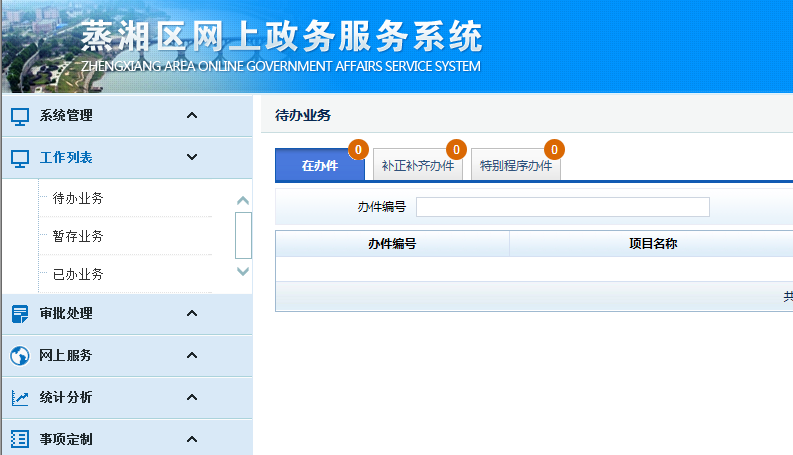 蒸湘区网上政务服务系统
ZHENGXIANG AREA ONLINE GOVERNMENT AFFAIRS SERVICE SYSTEM
系统管理
工作列表
待办业务
暂存业务
已办业务
审批处理
网上服务
统计分析
事项定制
待办业务
在办件 0 补正补齐办件 0 特别程序办件 0
办件编号
办件编号 项目名称
共